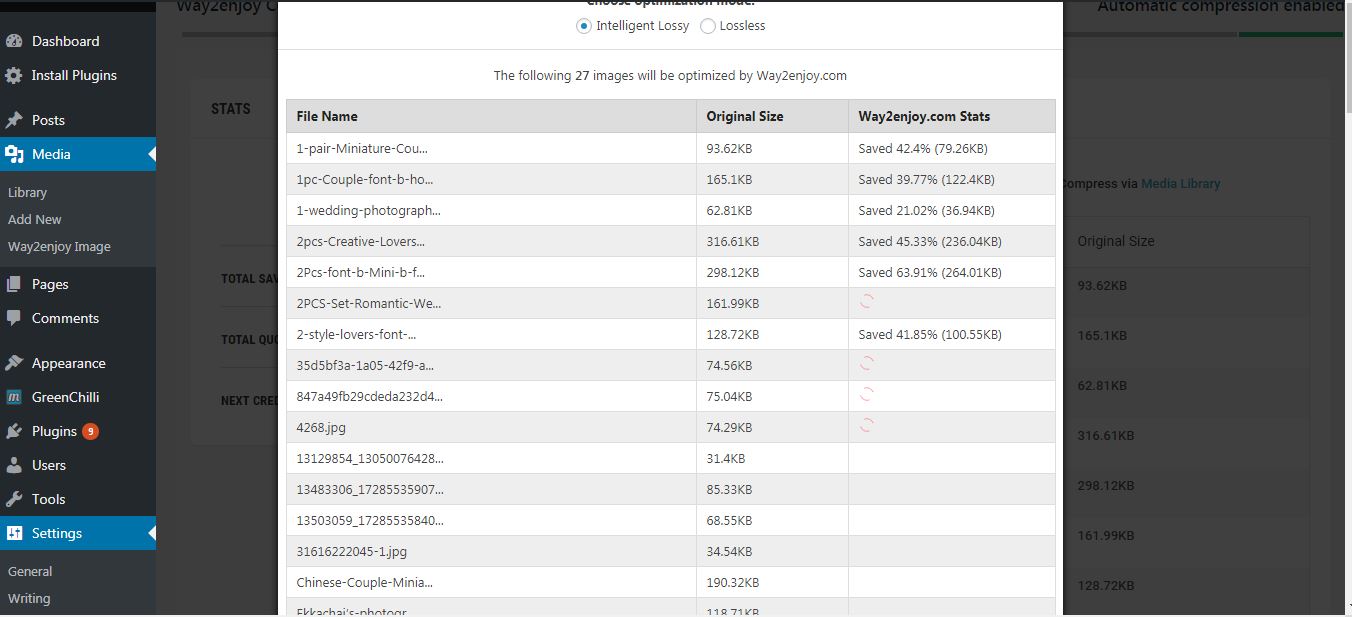 Way2enjoy C
Automatic compression enabled
Choose optimization mode:
Intelligent Lossy
Lossless
Dashboard
Install Plugins
Posts
Media
Library
Add New
Way2enjoy Image
Pages
Comments
Appearance
GreenChilli
Plugins 9
Users
Tools
Settings
General
Writing
STATS
TOTAL SAV
TOTAL QUO
NEXT CRED
The following 27 images will be optimized by Way2enjoy.com
File Name Original Size Way2enjoy.com Stats
1-pair-Miniature-Cou... 93.62KB Saved 42.4% (79.26KB)
1pc-Couple-font-b-ho... 165.1KB Saved 39.77% (122.4KB)
1-wedding-photograph... 62.81KB Saved 21.02% (36.94KB)
2pcs-Creative-Lovers... 316.61KB Saved 45.33% (236.04KB)
2Pcs-font-b-Mini-b-f... 298.12KB Saved 63.91% (264.01KB)
2PCS-Set-Romantic-We... 161.99KB
2-style-lovers-font-... 128.72KB Saved 41.85% (100.55KB)
35d5bf3a-1a05-42f9-a... 74.56KB
847a49fb29cdeda232d4... 75.04KB
4268.jpg 74.29KB
13129854_13050076428... 31.4KB
13483306_17285535907... 85.33KB
13503059_17285535840... 68.55KB
31616222045-1.jpg 34.54KB
Chinese-Couple-Minia... 190.32KB
Ekkachai's-photogr... 118.71KB
Compress via Media Library
Original Size
93.62KB
165.1KB
62.81KB
316.61KB
298.12KB
161.99KB
128.72KB